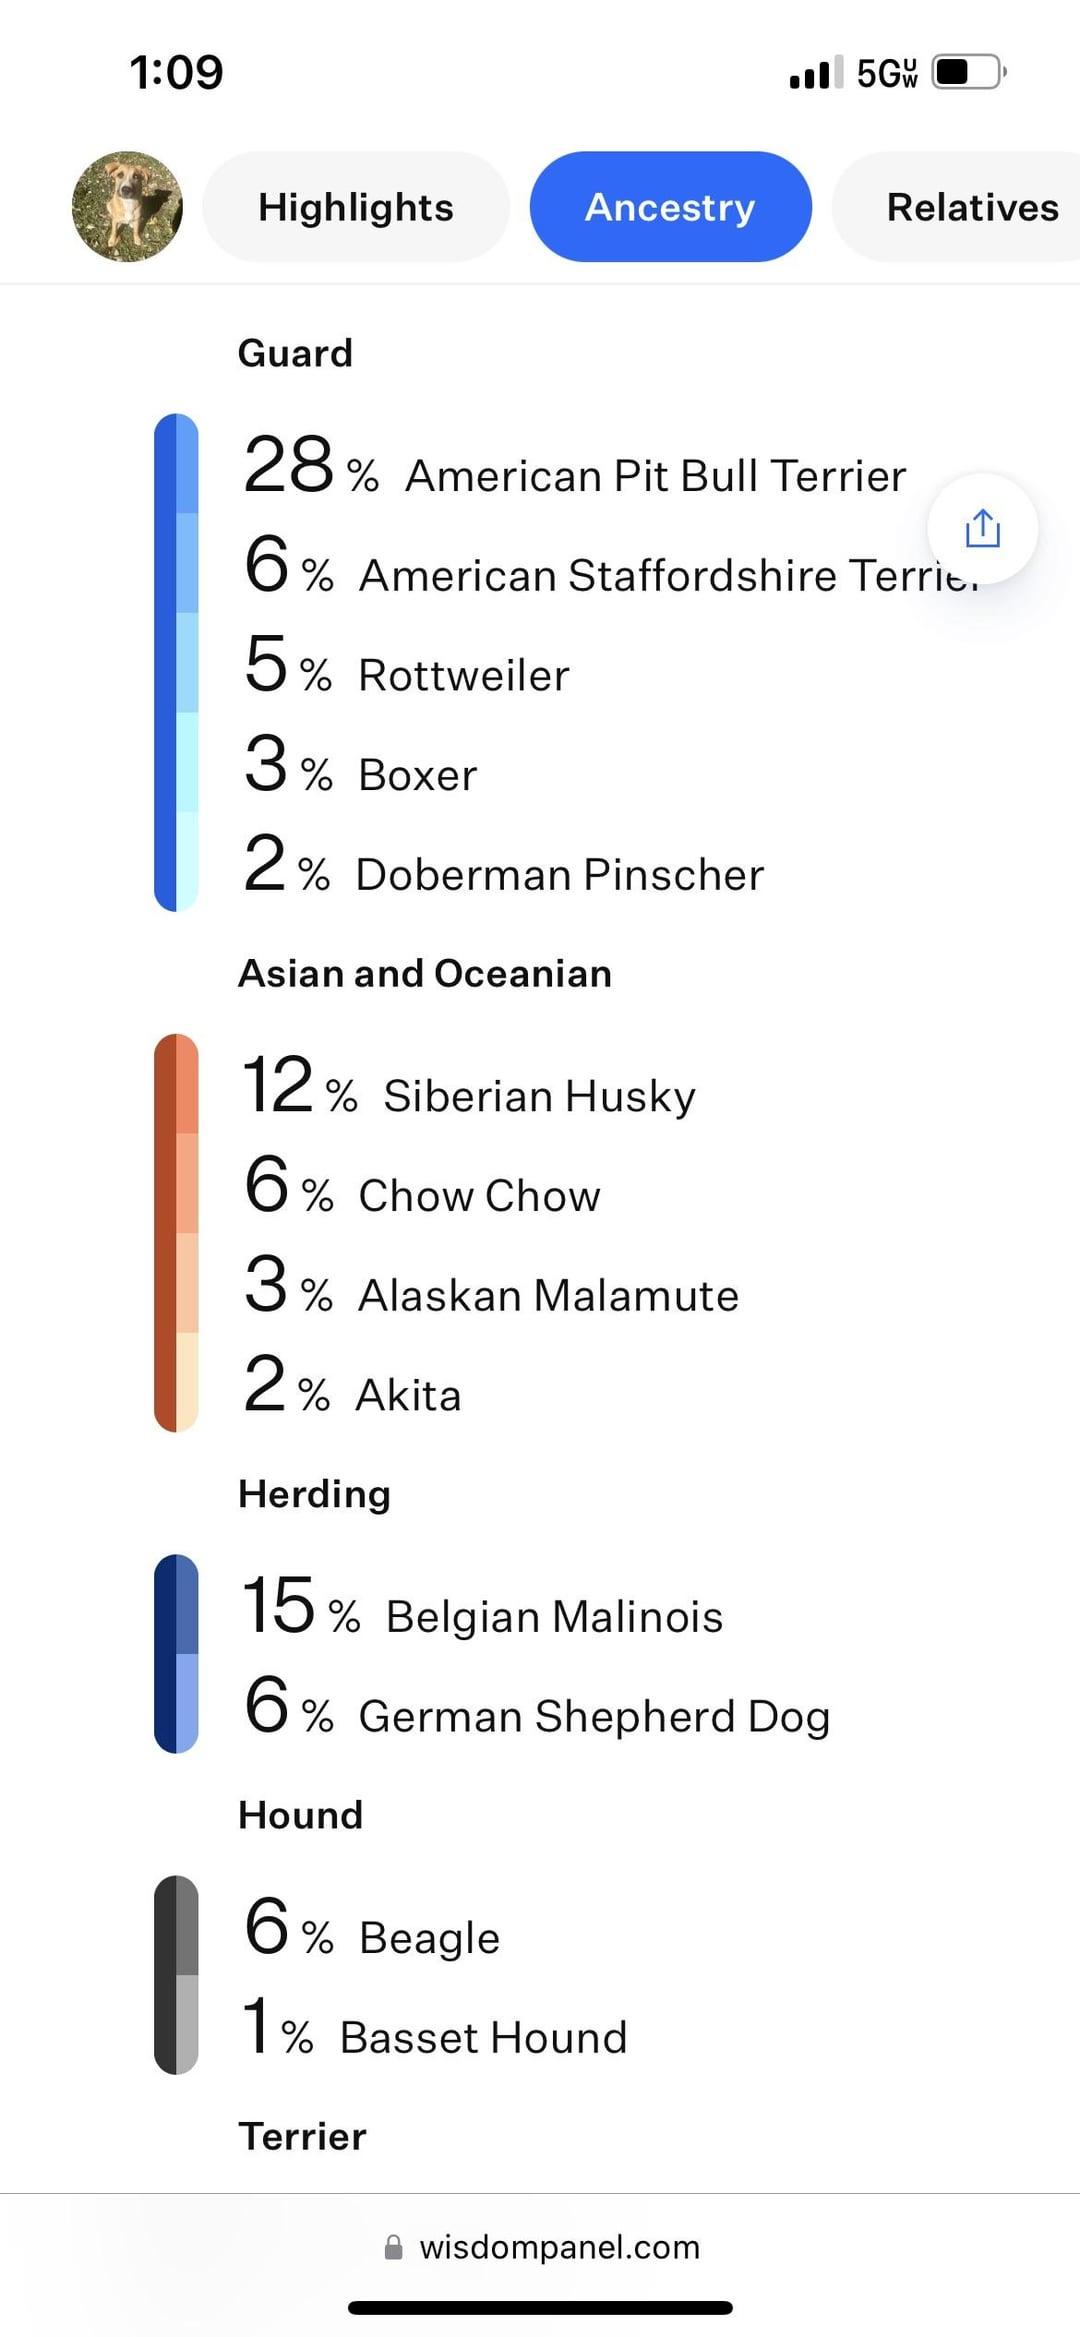 1:09 5G UW
Highlights Ancestry Relatives
Guard
28 % American Pit Bull Terrier
6 % American Staffordshire Terrier
5 % Rottweiler
3 % Boxer
2 % Doberman Pinscher
Asian and Oceanian
12 % Siberian Husky
6 % Chow Chow
3 % Alaskan Malamute
2 % Akita
Herding
15 % Belgian Malinois
6 % German Shepherd Dog
Hound
6 % Beagle
1 % Basset Hound
Terrier
wisdompanel.com